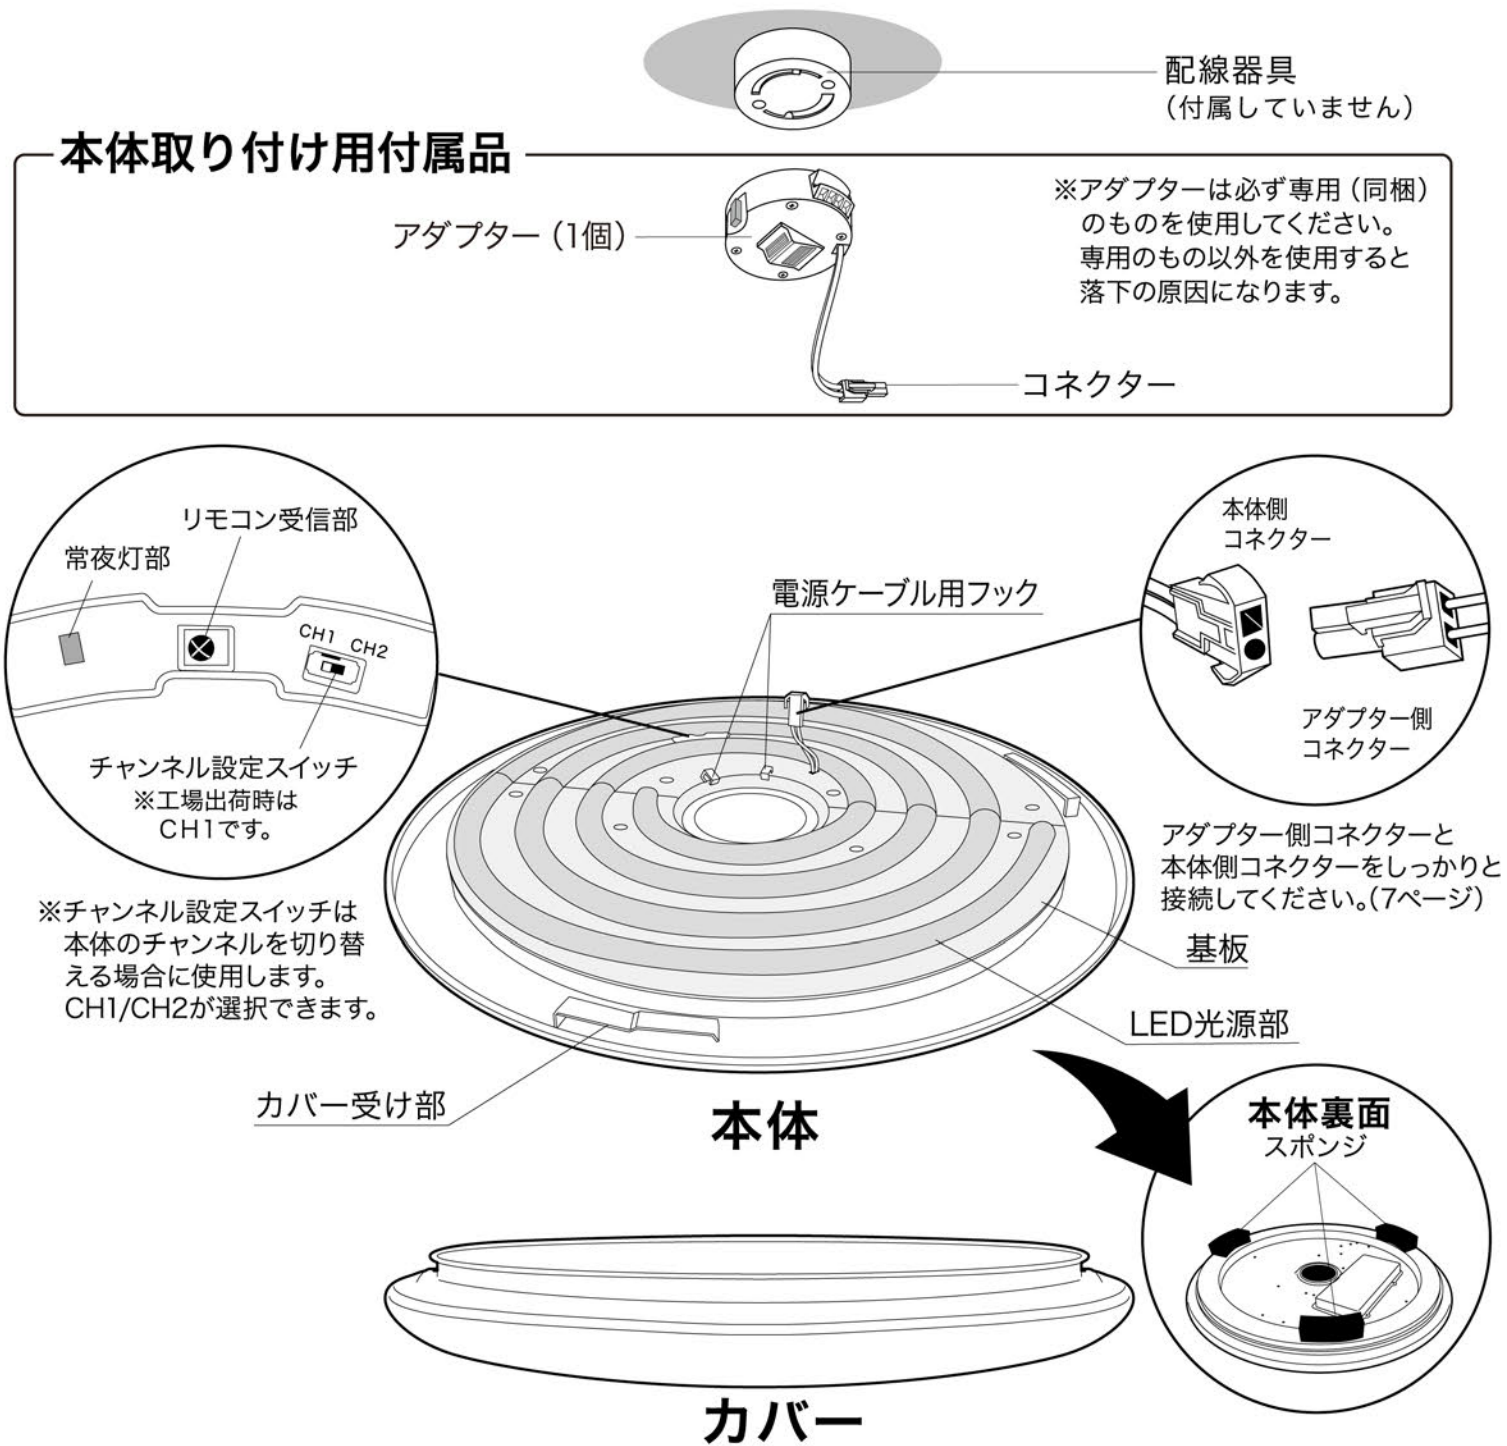 配線器具
（付属していません）
本体取り付け用付属品
アダプター（1個）
※アダプターは必ず専用（同梱）
のものを使用してください。
専用のもの以外を使用すると
落下の原因になります。
コネクター
リモコン受信部
常夜灯部
CH1 CH2
チャンネル設定スイッチ
※工場出荷時は
CH1です。
※チャンネル設定スイッチは
本体のチャンネルを切り替
える場合に使用します。
CH1/CH2が選択できます。
電源ケーブル用フック
本体側
コネクター
アダプター側
コネクター
アダプター側コネクターと
本体側コネクターをしっかりと
接続してください。（7ページ）
基板
LED光源部
カバー受け部
本体
本体裏面
スポンジ
カバー